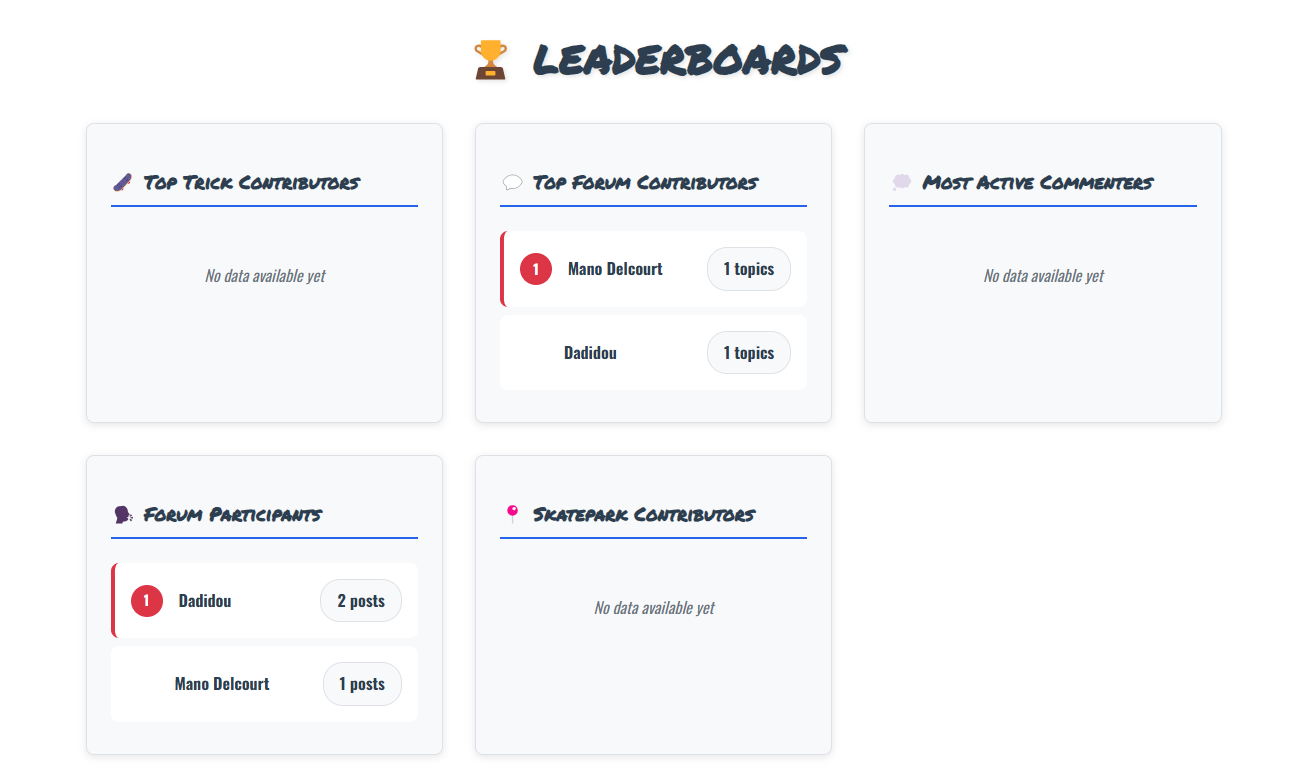 LEADERBOARDS
Top Trick Contributors
No data available yet
Top Forum Contributors
1 Mano Delcourt 1 topics
Dadidou 1 topics
Most Active Commenters
No data available yet
Forum Participants
1 Dadidou 2 posts
Mano Delcourt 1 posts
Skatepark Contributors
No data available yet